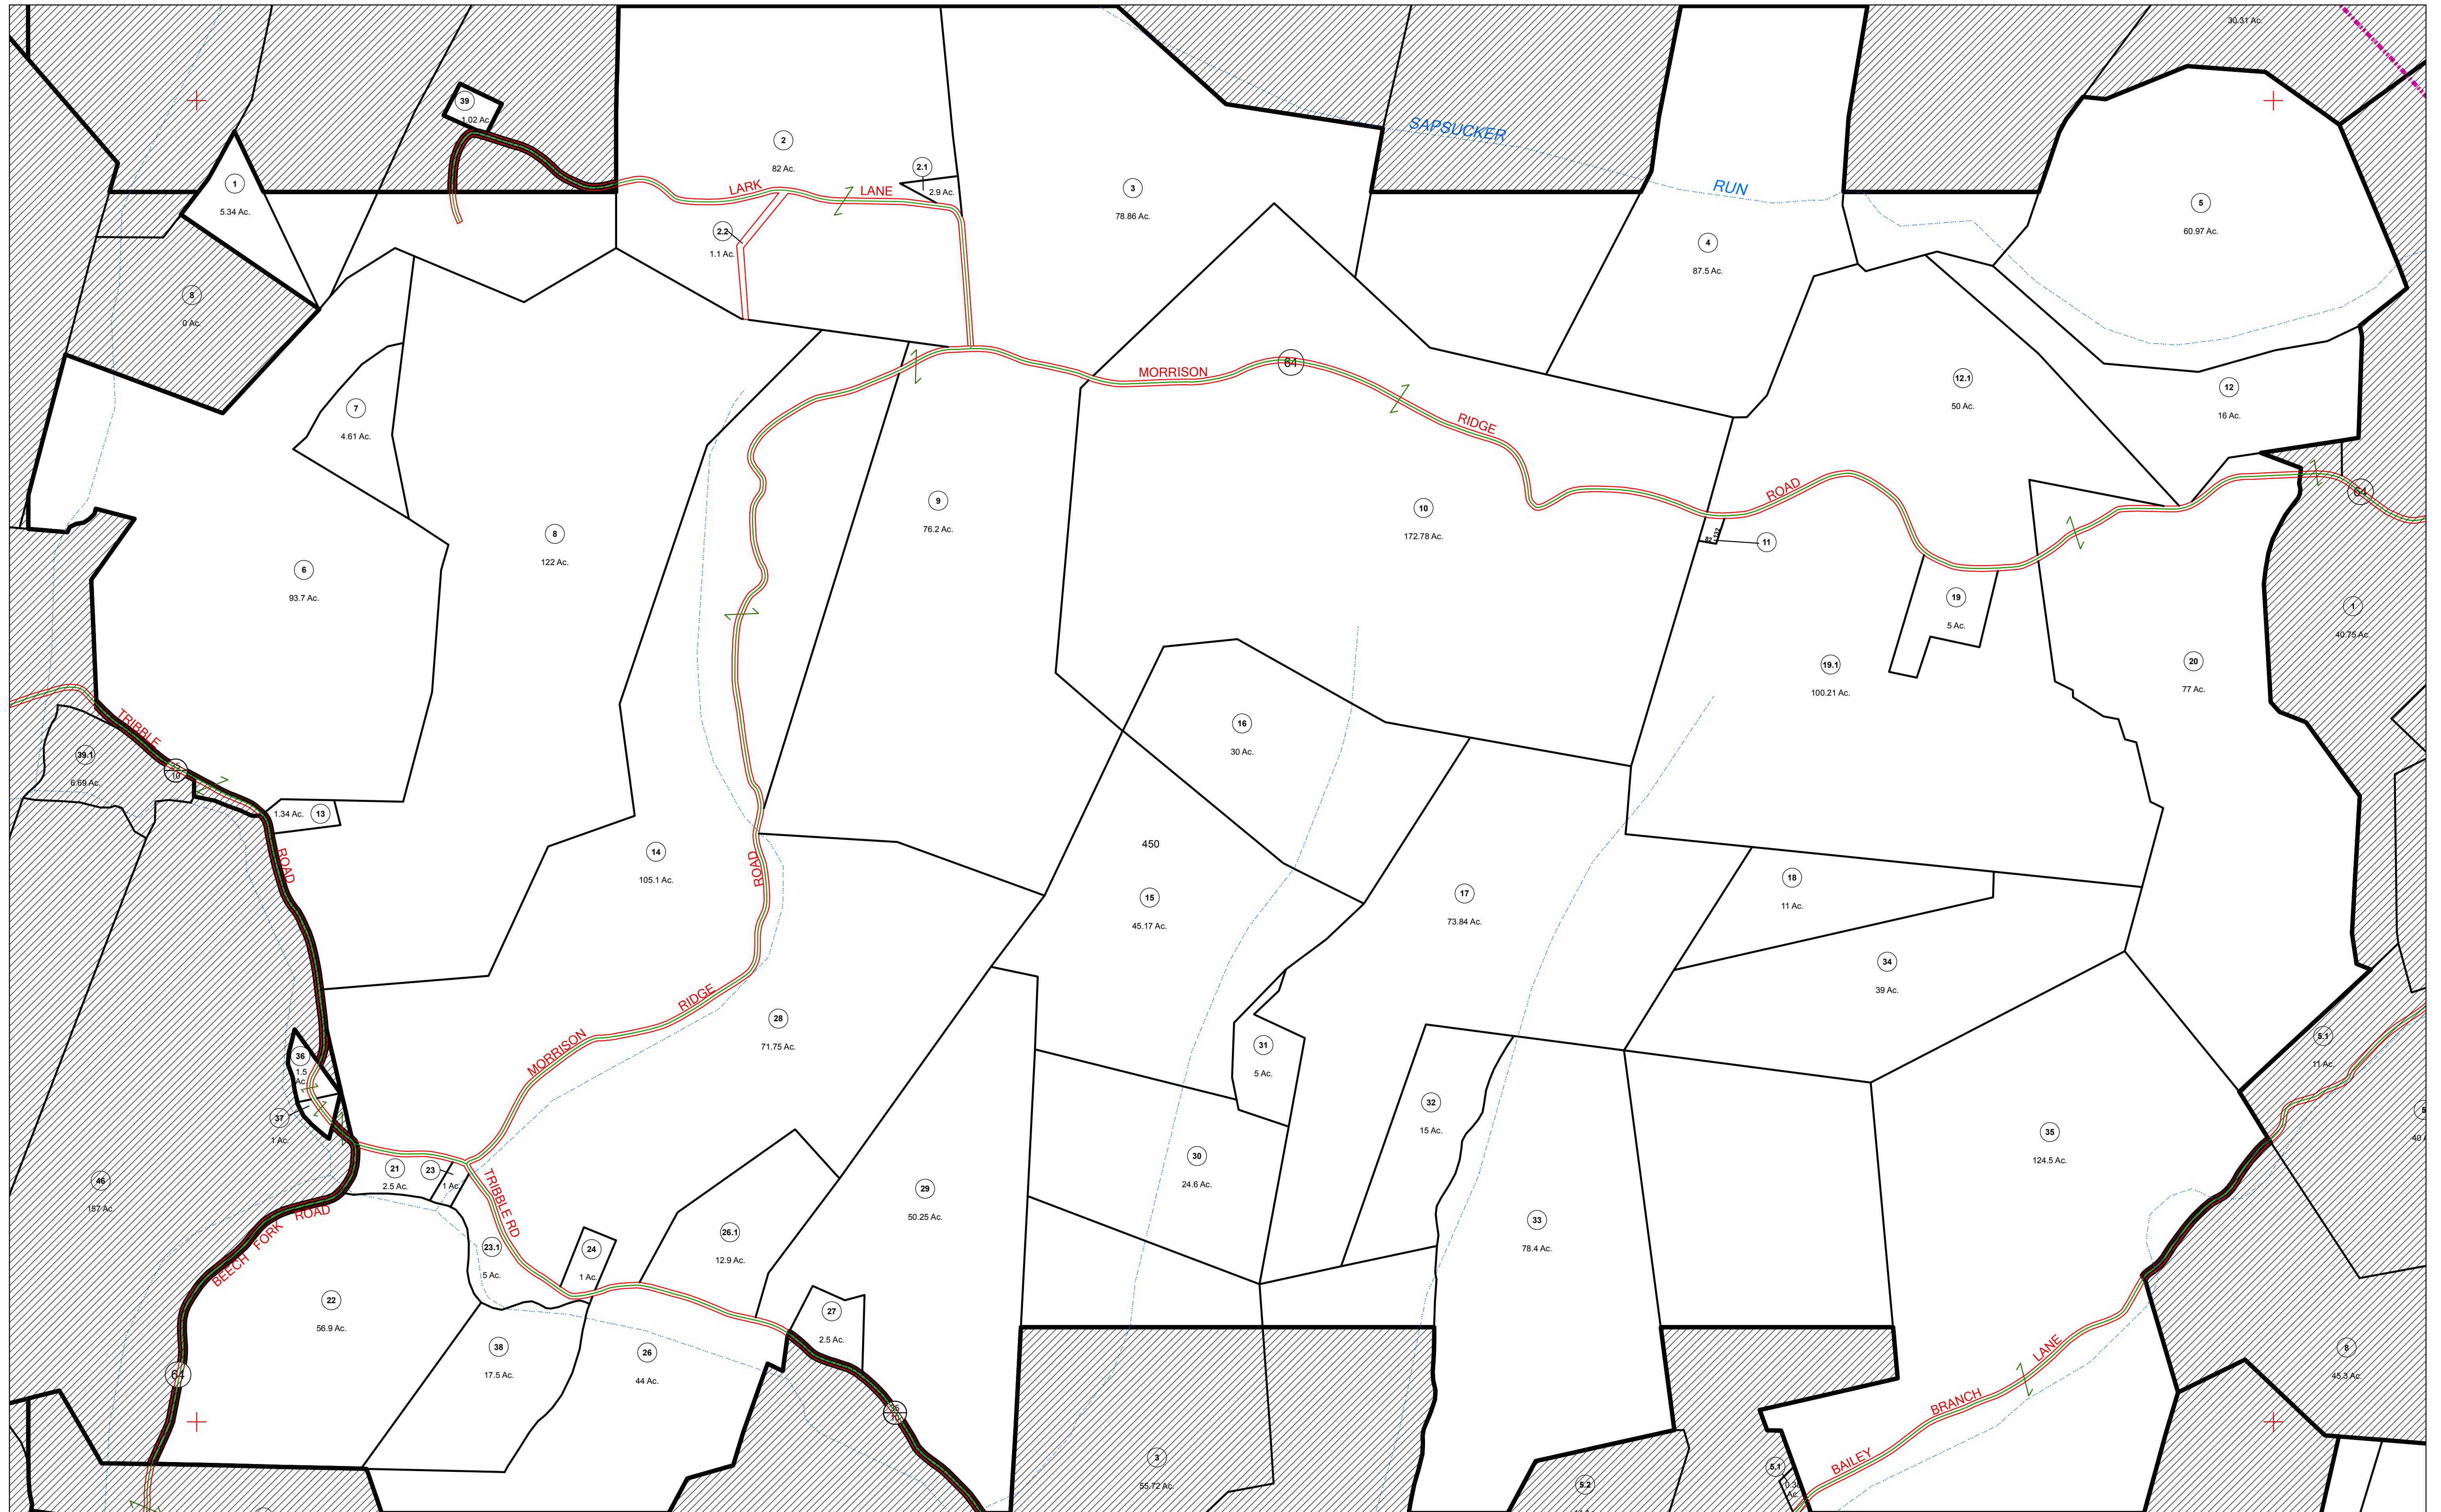 30.31 Ac.
39
1.02 Ac.
2
82 Ac.
SAPSUCKER
RUN
1
5.34 Ac.
LARK
LANE
2.1
2.9 Ac.
3
78.86 Ac.
5
60.97 Ac.
2.2
1.1 Ac.
4
87.5 Ac.
8
0 Ac.
64
MORRISON
RIDGE
12.1
50 Ac.
12
16 Ac.
7
4.61 Ac.
9
76.2 Ac.
10
172.78 Ac.
ROAD
64
8
122 Ac.
132
82
11
6
93.7 Ac.
19
5 Ac.
1
40.75 Ac.
19.1
100.21 Ac.
20
77 Ac.
TRIBBLE
16
30 Ac.
39.1
6.69 Ac.
10
1.34 Ac.
13
ROAD
14
105.1 Ac.
ROAD
450
15
45.17 Ac.
17
73.84 Ac.
18
11 Ac.
34
39 Ac.
RIDGE
MORRISON
28
71.75 Ac.
36
1.5
Ac.
31
5 Ac.
5.1
11 Ac.
37
1 Ac.
32
15 Ac.
35
124.5 Ac.
5
40
46
157 Ac.
21
2.5 Ac.
23
1 Ac.
TRIBBLE RD
30
24.6 Ac.
29
50.25 Ac.
BEECH FORK ROAD
23.1
5 Ac.
24
1 Ac.
26.1
12.9 Ac.
33
78.4 Ac.
22
56.9 Ac.
27
2.5 Ac.
38
17.5 Ac.
26
44 Ac.
64
10
8
45.3 Ac.
LANE
BRANCH
BAILEY
3
55.72 Ac.
5.2
5.1
Ac.